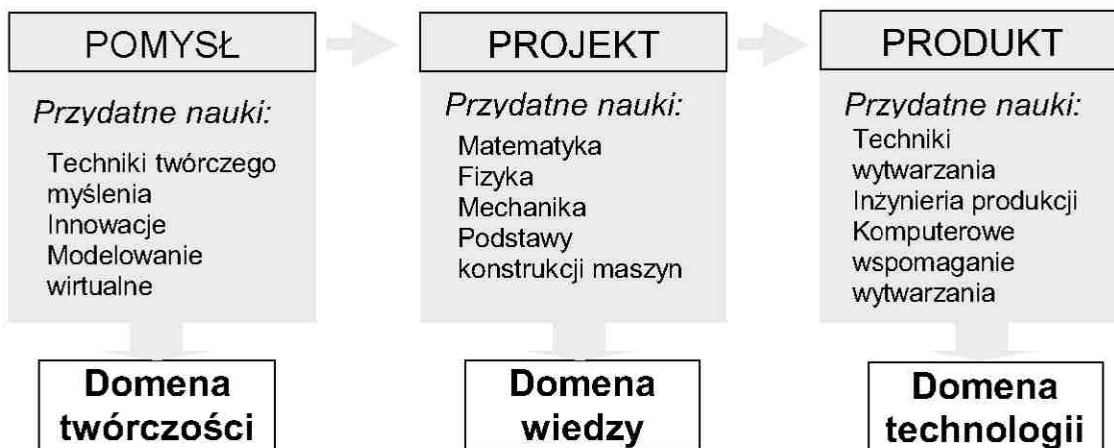 POMYSŁ
Przydatne nauki:
Techniki twórczego
myślenia
Innowacje
Modelowanie
wirtualne
Domena
twórczości
PROJEKT
Przydatne nauki:
Matematyka
Fizyka
Mechanika
Podstawy
konstrukcji maszyn
Domena
wiedzy
PRODUKT
Przydatne nauki:
Techniki
wytwarzania
Inżynieria produkcji
Komputerowe
wspomaganie
wytwarzania
Domena
technologii